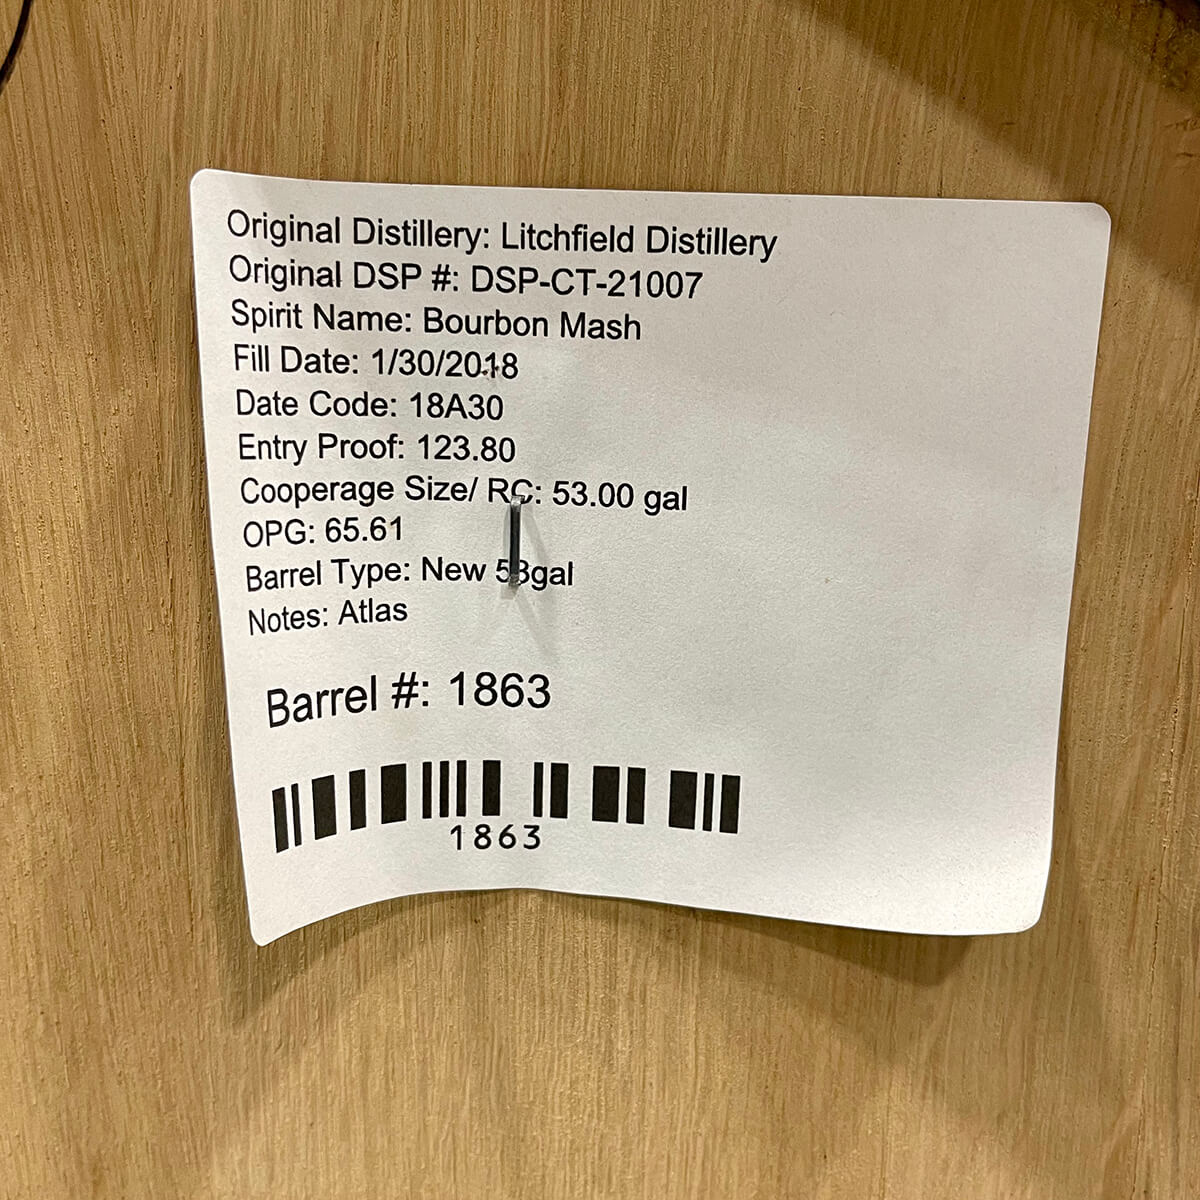 Original Distillery: Litchfield Distillery
Original DSP #: DSP-CT-21007
Spirit Name: Bourbon Mash
Fill Date: 1/30/2018
Date Code: 18A30
Entry Proof: 123.80
Cooperage Size/ RC: 53.00 gal
OPG: 65.61
Barrel Type: New 53gal
Notes: Atlas
Barrel #: 1863
1863